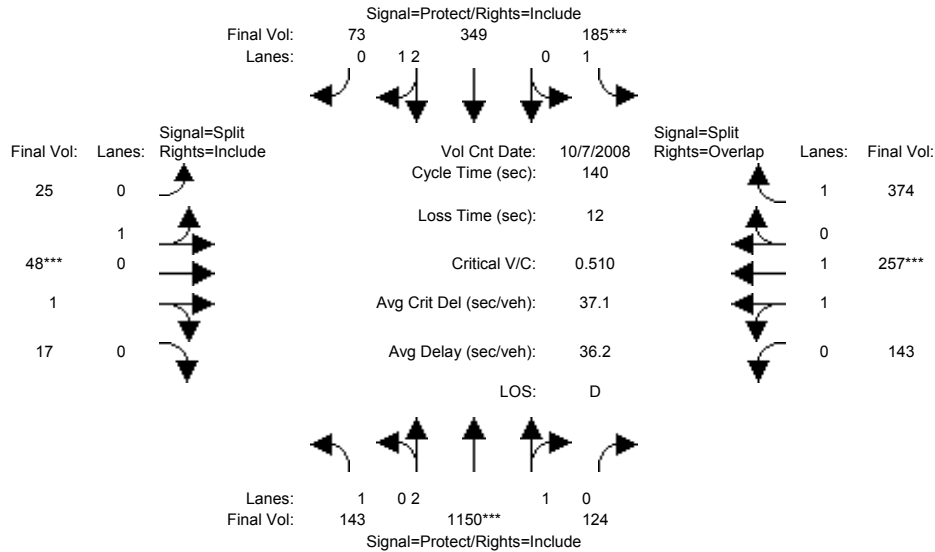 Signal=Protect/Rights=Include
Final Vol: 73 349 185***
Lanes: 0 1 2 0 1
Signal=Split Signal=Split
Final Vol: Lanes: Rights=Include Vol Cnt Date: 10/7/2008 Rights=Overlap Lanes: Final Vol:
Cycle Time (sec): 140
25 0 1 374
Loss Time (sec): 12
1 0
48*** 0 Critical V/C: 0.510 1 257***
1 Avg Crit Del (sec/veh): 37.1 1
17 0 Avg Delay (sec/veh): 36.2 0 143
LOS: D
Lanes: 1 0 2 1 0
Final Vol: 143 1150*** 124
Signal=Protect/Rights=Include